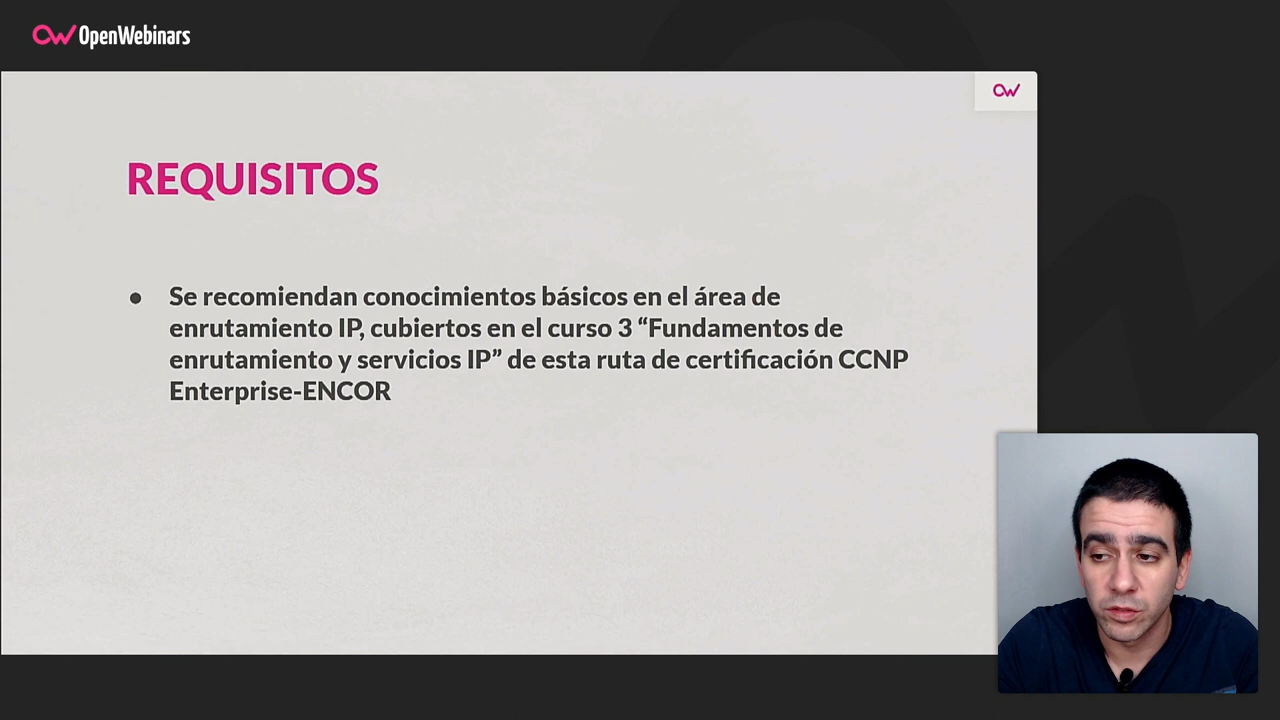 OpenWebinars
REQUISITOS
● Se recomiendan conocimientos básicos en el área de
enrutamiento IP, cubiertos en el curso 3 “Fundamentos de
enrutamiento y servicios IP” de esta ruta de certificación CCNP
Enterprise-ENCOR